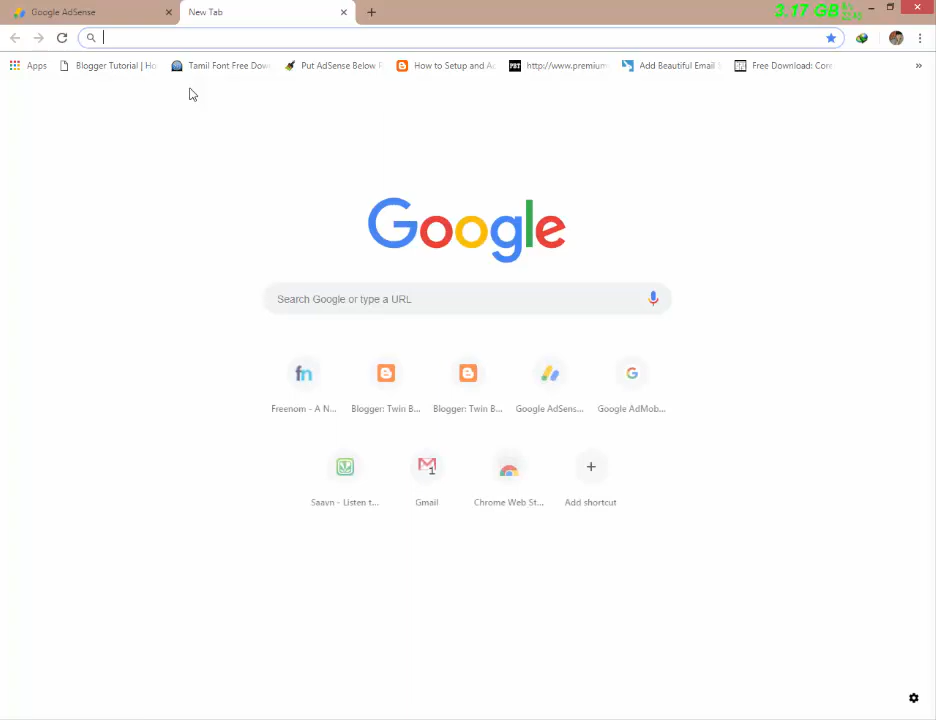 Google AdSense
New Tab
3.17 GB
Apps
Blogger Tutorial | Ho
Tamil Font Free Dow
Put AdSense Below
How to Setup and Ad
http://www.premium
Add Beautiful Email
Free Download: Core
Google
Search Google or type a URL
Freenom - A N...
Blogger: Twin B...
Blogger: Twin B...
Google AdSens...
Google AdMob...
Saavn - Listen t...
Gmail
Chrome Web St...
Add shortcut